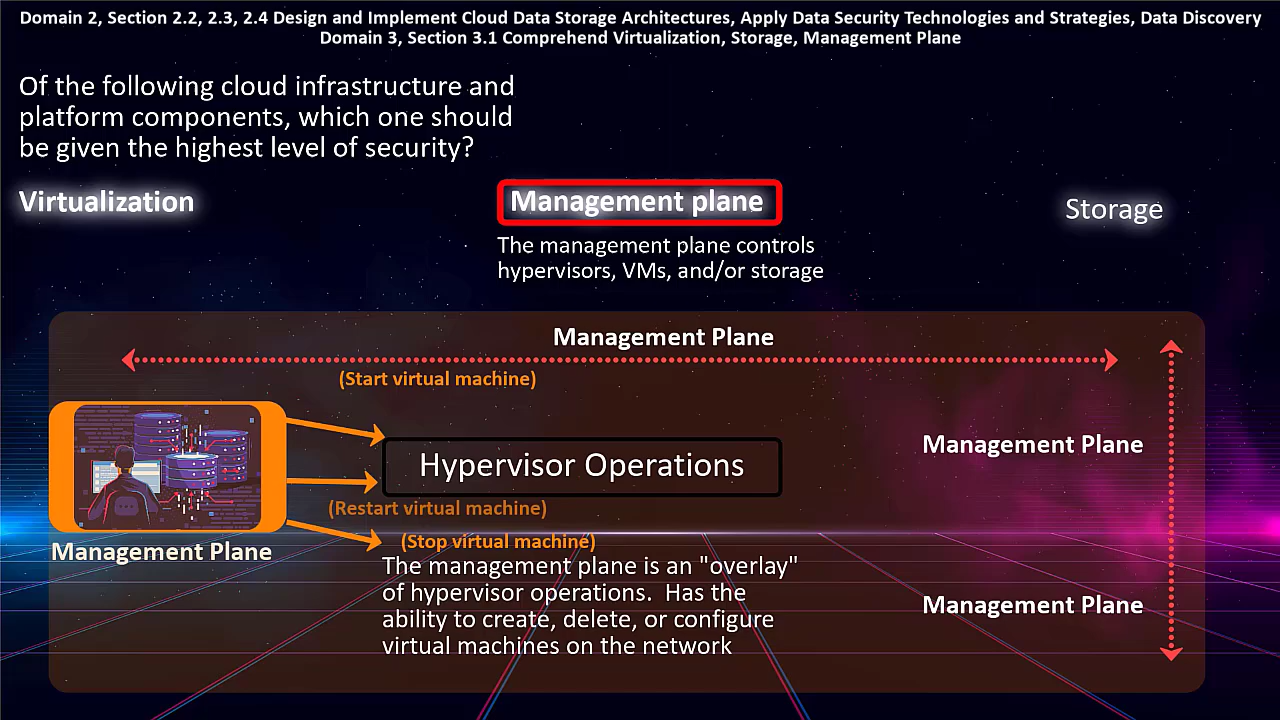 Domain 2, Section 2.2, 2.3, 2.4 Design and Implement Cloud Data Storage Architectures, Apply Data Security Technologies and Strategies, Data Discovery
Domain 3, Section 3.1 Comprehend Virtualization, Storage, Management Plane
Of the following cloud infrastructure and
platform components, which one should
be given the highest level of security?
Virtualization
Management plane
Storage
The management plane controls
hypervisors, VMs, and/or storage
Management Plane
(Start virtual machine)
Hypervisor Operations
Management Plane
(Restart virtual machine)
(Stop virtual machine)
Management Plane
The management plane is an "overlay"
of hypervisor operations.  Has the
ability to create, delete, or configure
virtual machines on the network
Management Plane